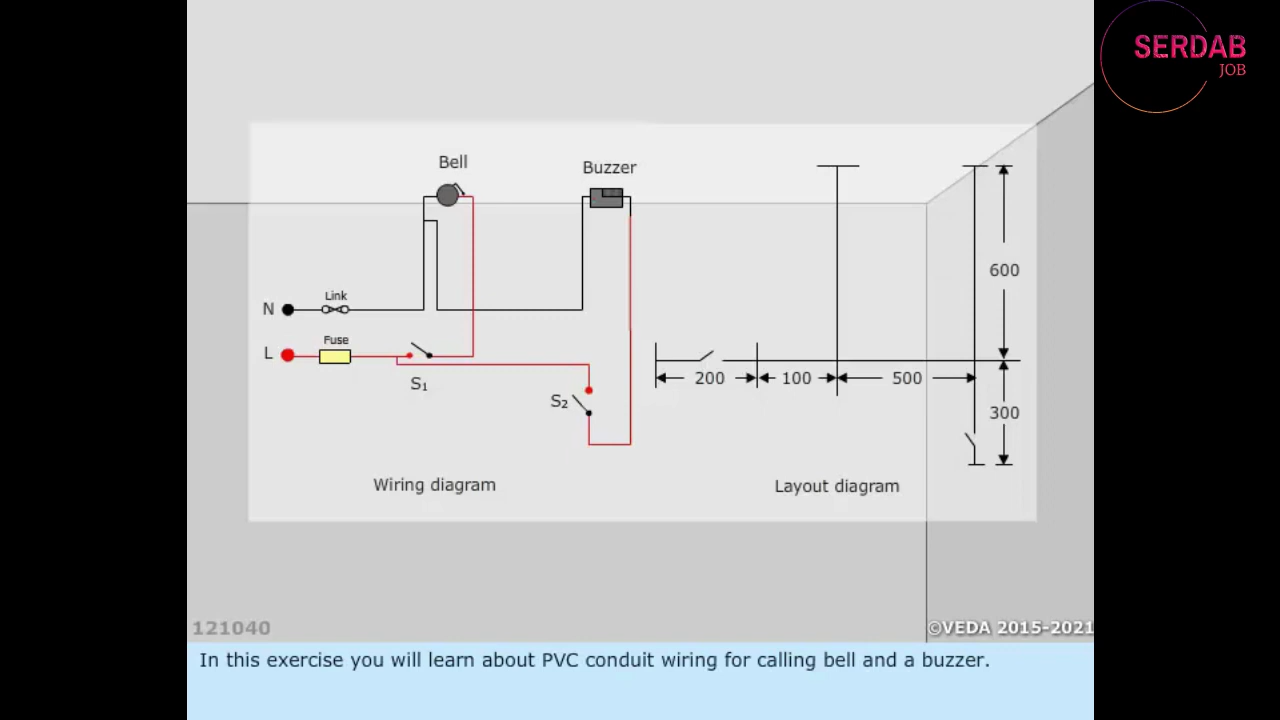 SERDAB
JOB
Bell
Buzzer
N
Link
L
Fuse
S₁
S₂
Wiring diagram
600
200
100
500
300
Layout diagram
121040
©VEDA 2015-2021
In this exercise you will learn about PVC conduit wiring for calling bell and a buzzer.